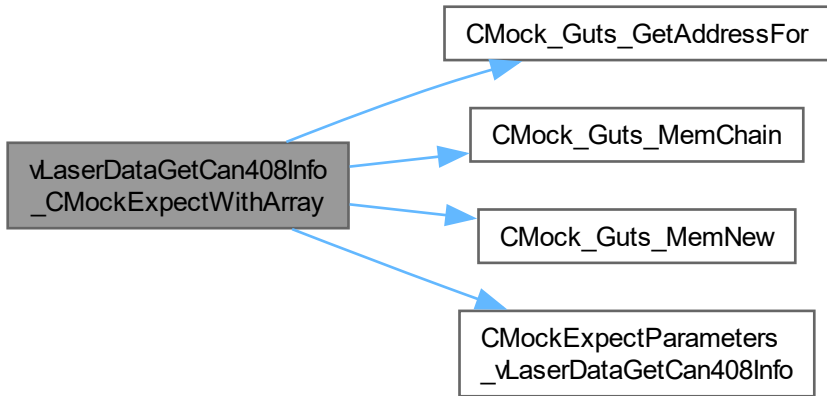 CMock_Guts_GetAddressFor
CMock_Guts_MemChain
vLaserDataGetCan408Info
_CMockExpectWithArray
CMock_Guts_MemNew
CMockExpectParameters
_vLaserDataGetCan408Info